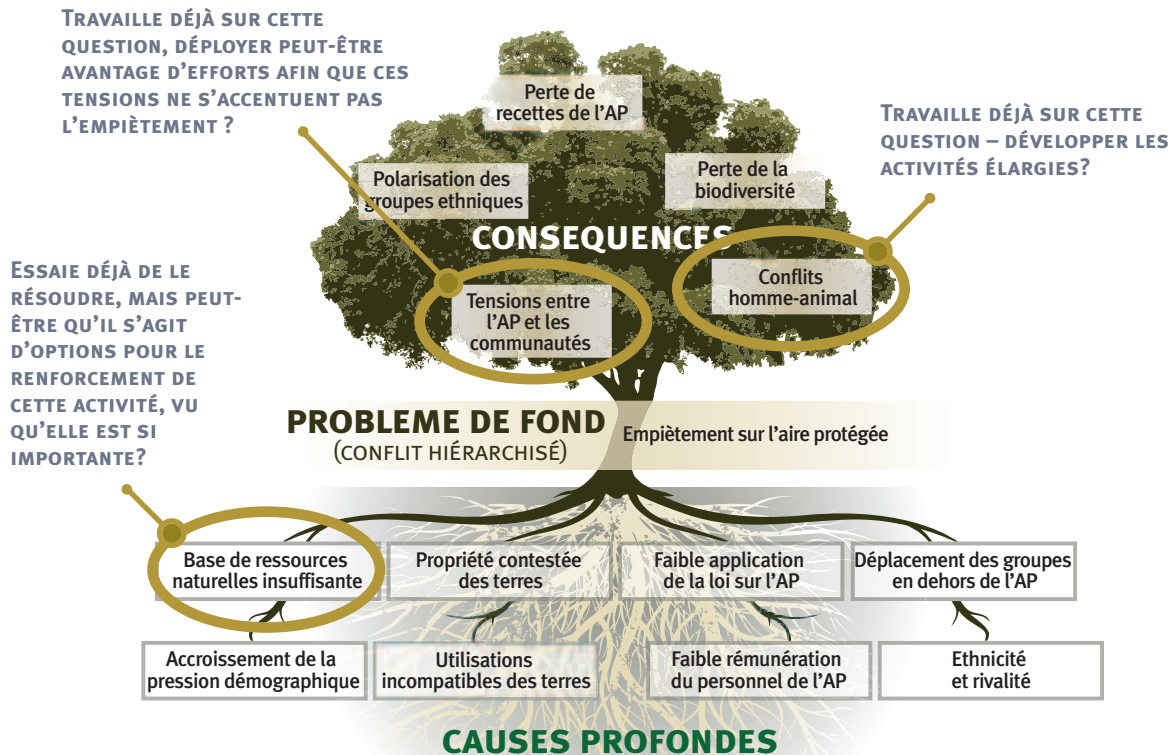 TRAVAILLE DÉJÀ SUR CETTE
QUESTION, DÉPLOYER PEUT-ÊTRE
AVANTAGE D'EFFORTS AFIN QUE CES
TENSIONS NE S'ACCENTUENT PAS
L'EMPIÈTEMENT ?
TRAVAILLE DÉJÀ SUR CETTE
QUESTION – DÉVELOPPER LES
ACTIVITÉS ÉLARGIES?
Perte de
recettes de l'AP
Polarisation des
groupes ethniques
Perte de la
biodiversité
CONSEQUENCES
Tensions entre
l'AP et les
communautés
Conflits
homme-animal
ESSAIE DÉJÀ DE LE
RÉSOUDRE, MAIS PEUT-
ÊTRE QU'IL S'AGIT
D'OPTIONS POUR LE
RENFORCEMENT DE
CETTE ACTIVITÉ, VU
QU'ELLE EST SI
IMPORTANTE?
PROBLEME DE FOND
(CONFLIT HIÉRARCHISÉ)
Empiètement sur l'aire protégée
Base de ressources
naturelles insuffisante
Propriété contestée
des terres
Faible application
de la loi sur l'AP
Déplacement des groupes
en dehors de l'AP
Accroissement de la
pression démographique
Utilisations
incompatibles des terres
Faible rémunération
du personnel de l'AP
Ethnicité
et rivalité
CAUSES PROFONDES